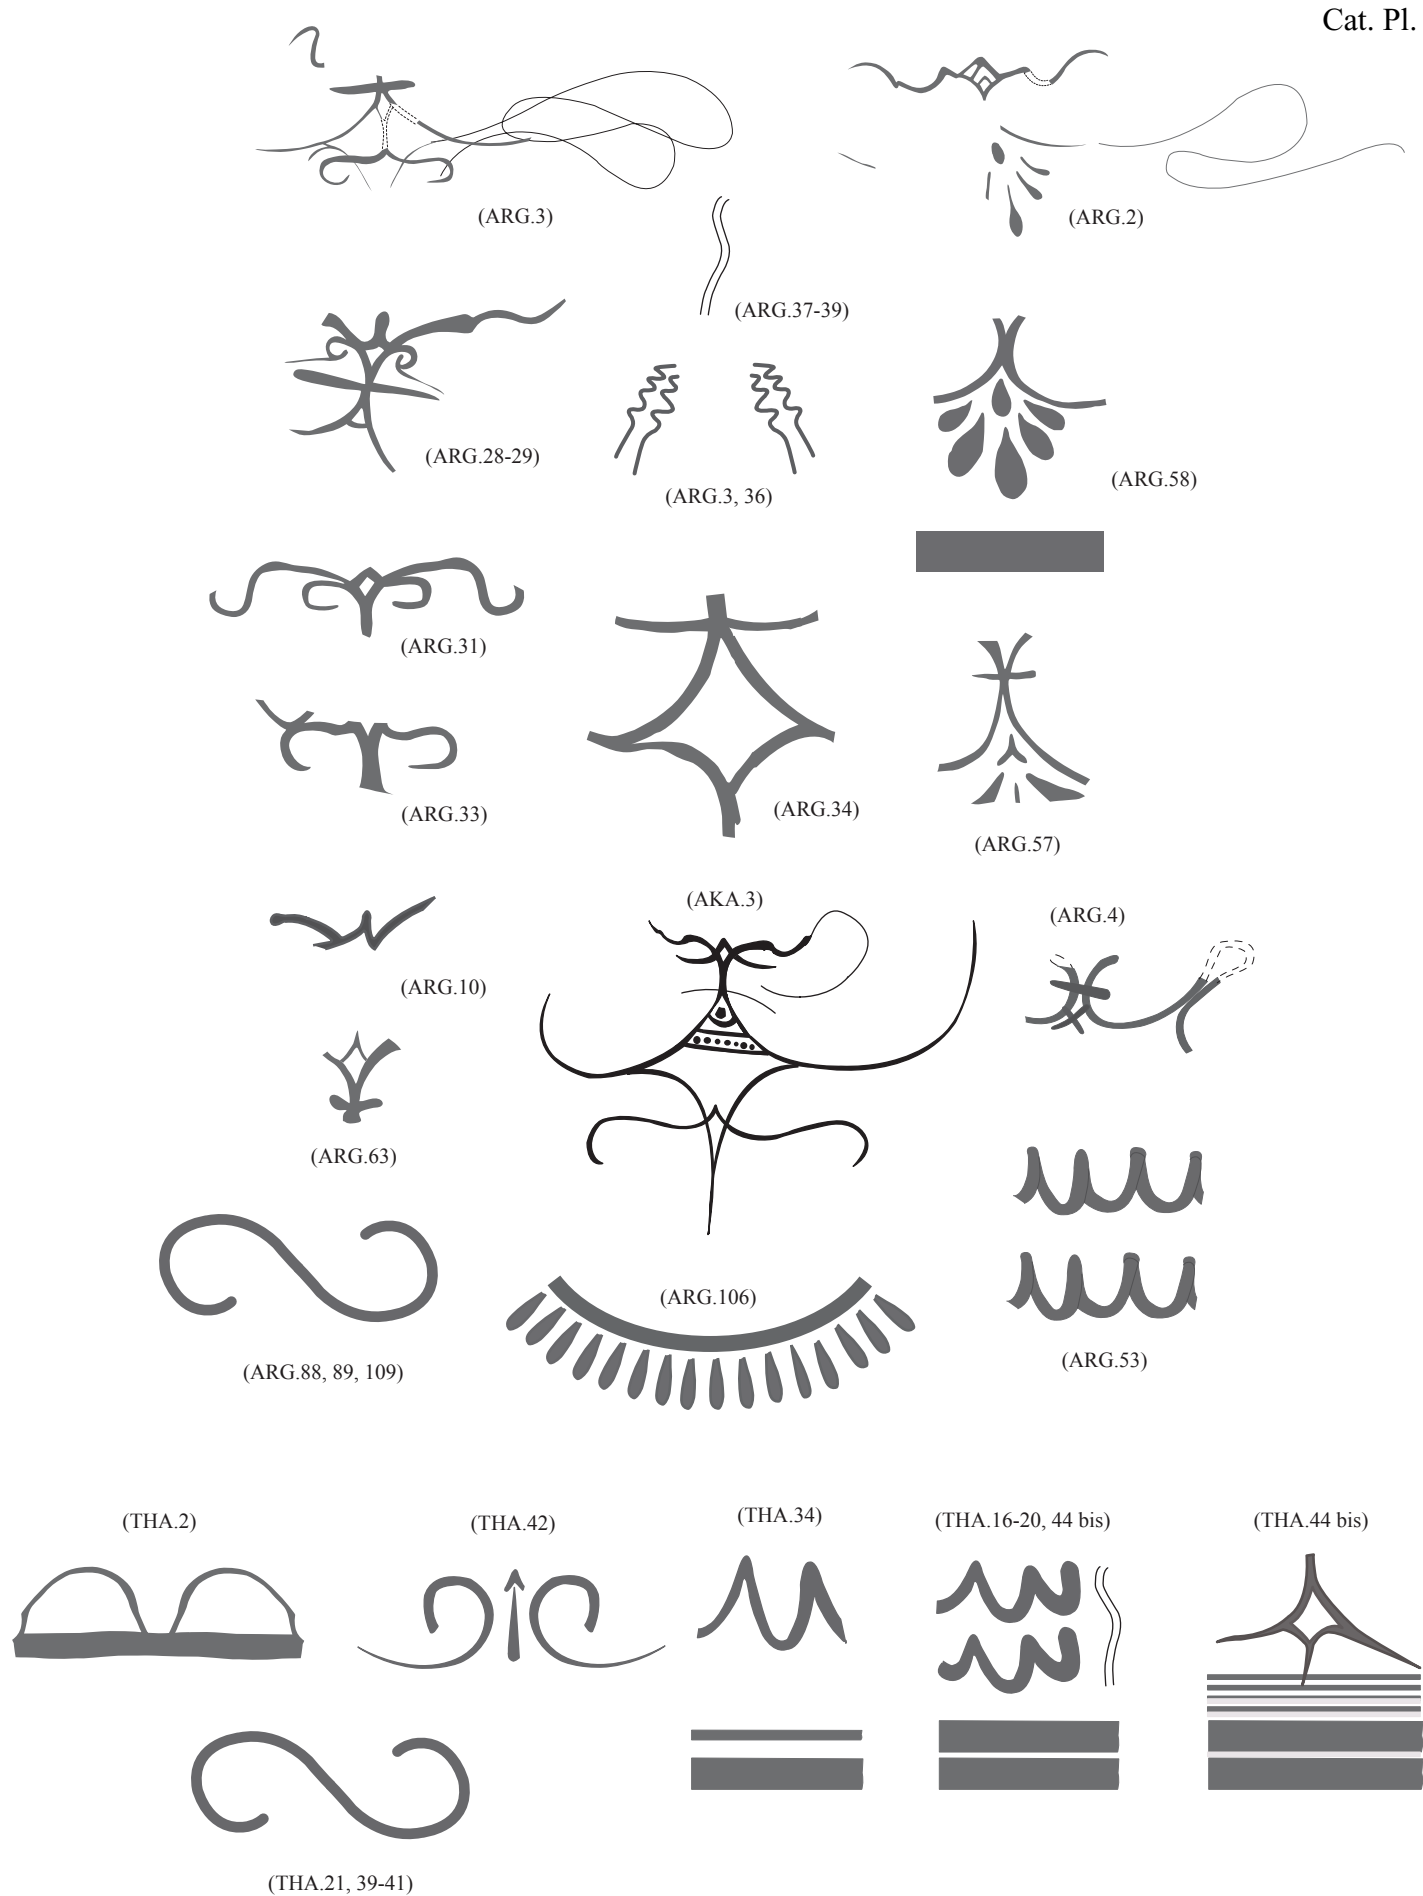 Cat. Pl.
(ARG.3)
(ARG.2)
(ARG.37-39)
(ARG.28-29)
(ARG.3, 36)
(ARG.58)
(ARG.31)
(ARG.33)
(ARG.34)
(ARG.57)
(AKA.3)
(ARG.4)
(ARG.10)
(ARG.63)
(ARG.106)
(ARG.53)
(ARG.88, 89, 109)
(THA.2)
(THA.42)
(THA.34)
(THA.16-20, 44 bis)
(THA.44 bis)
(THA.21, 39-41)